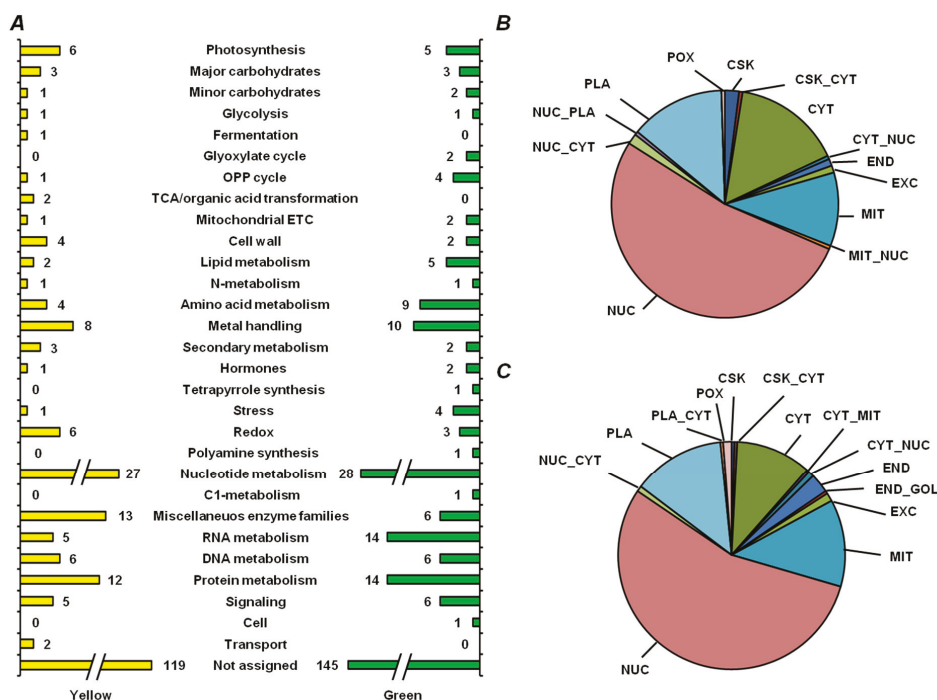 A
6 Photosynthesis 5
3 Major carbohydrates 3
1 Minor carbohydrates 2
1 Glycolysis 1
1 Fermentation 0
0 Glyoxylate cycle 2
1 OPP cycle 4
2 TCA/organic acid transformation 0
1 Mitochondrial ETC 2
4 Cell wall 2
2 Lipid metabolism 5
1 N-metabolism 1
4 Amino acid metabolism 9
8 Metal handling 10
3 Secondary metabolism 2
1 Hormones 2
0 Tetrapyrrole synthesis 1
1 Stress 4
6 Redox 3
0 Polyamine synthesis 1
27 Nucleotide metabolism 28
0 C1-metabolism 1
13 Miscellaneuos enzyme families 6
5 RNA metabolism 14
6 DNA metabolism 6
12 Protein metabolism 14
5 Signaling 6
0 Cell 1
2 Transport 0
119 Not assigned 145
Yellow Green
B
POX
CSK
CSK_CYT
CYT
CYT_NUC
END
EXC
MIT
MIT_NUC
NUC
NUC_CYT
NUC_PLA
PLA
C
CSK
CSK_CYT
CYT
CYT_MIT
CYT_NUC
END
END_GOL
EXC
MIT
NUC
NUC_CYT
PLA
PLA_CYT
POX